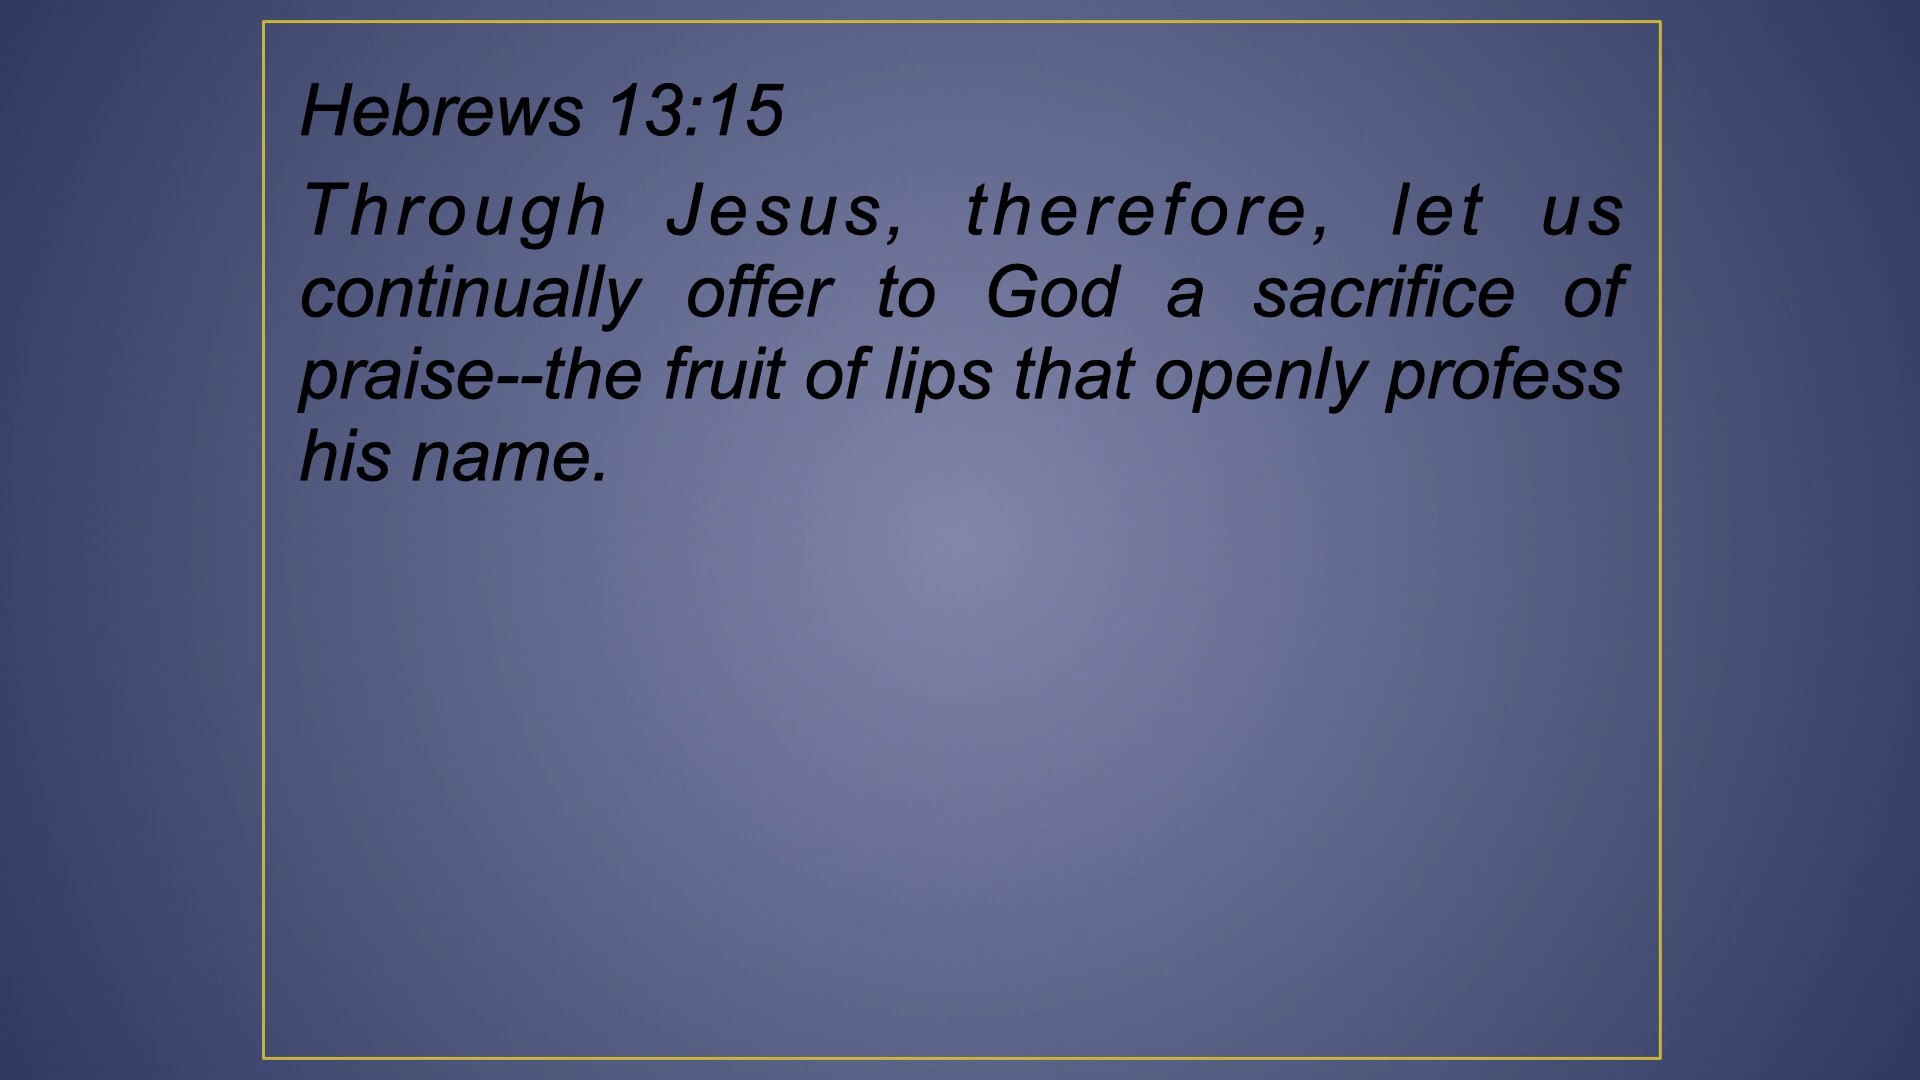 Hebrews 13:15
Through Jesus, therefore, let us
continually offer to God a sacrifice of
praise--the fruit of lips that openly profess
his name.